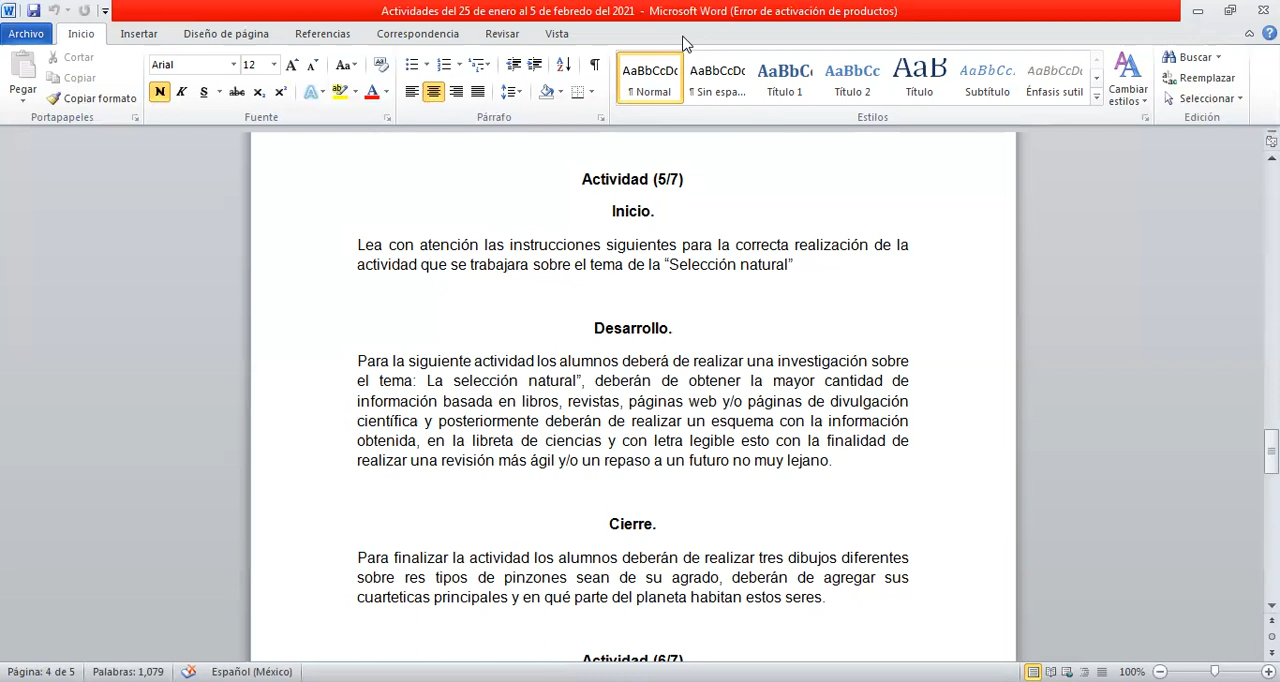 Actividades del 25 de enero al 5 de febredo del 2021 - Microsoft Word (Error de activación de productos)
Archivo Inicio Insertar Diseño de página Referencias Correspondencia Revisar Vista
Pegar
Cortar
Copiar
Copiar formato
Portapapeles
Arial 12
N K S abc x₂ x²
Fuente
Párrafo
AaBbCcDc
¶ Normal
AaBbCcDc
¶ Sin espa...
AaBbC(
Título 1
AaBbCc
Título 2
AaB
Título
AaBbCc.
Subtítulo
AaBbCcDc
Énfasis sutil
Cambiar estilos
Estilos
Buscar
Reemplazar
Seleccionar
Edición
Actividad (5/7)
Inicio.
Lea con atención las instrucciones siguientes para la correcta realización de la
actividad que se trabajara sobre el tema de la “Selección natural”
Desarrollo.
Para la siguiente actividad los alumnos deberá de realizar una investigación sobre
el tema: La selección natural”, deberán de obtener la mayor cantidad de
información basada en libros, revistas, páginas web y/o páginas de divulgación
científica y posteriormente deberán de realizar un esquema con la información
obtenida, en la libreta de ciencias y con letra legible esto con la finalidad de
realizar una revisión más ágil y/o un repaso a un futuro no muy lejano.
Cierre.
Para finalizar la actividad los alumnos deberán de realizar tres dibujos diferentes
sobre res tipos de pinzones sean de su agrado, deberán de agregar sus
cuarteticas principales y en qué parte del planeta habitan estos seres.
Actividad (6/7)
Página: 4 de 5 Palabras: 1,079 Español (México) 100%